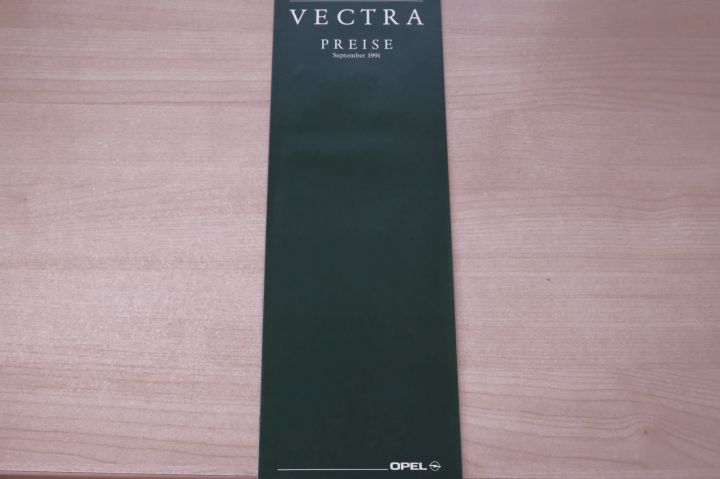 VECTRA
PREISE
September 1991
OPEL